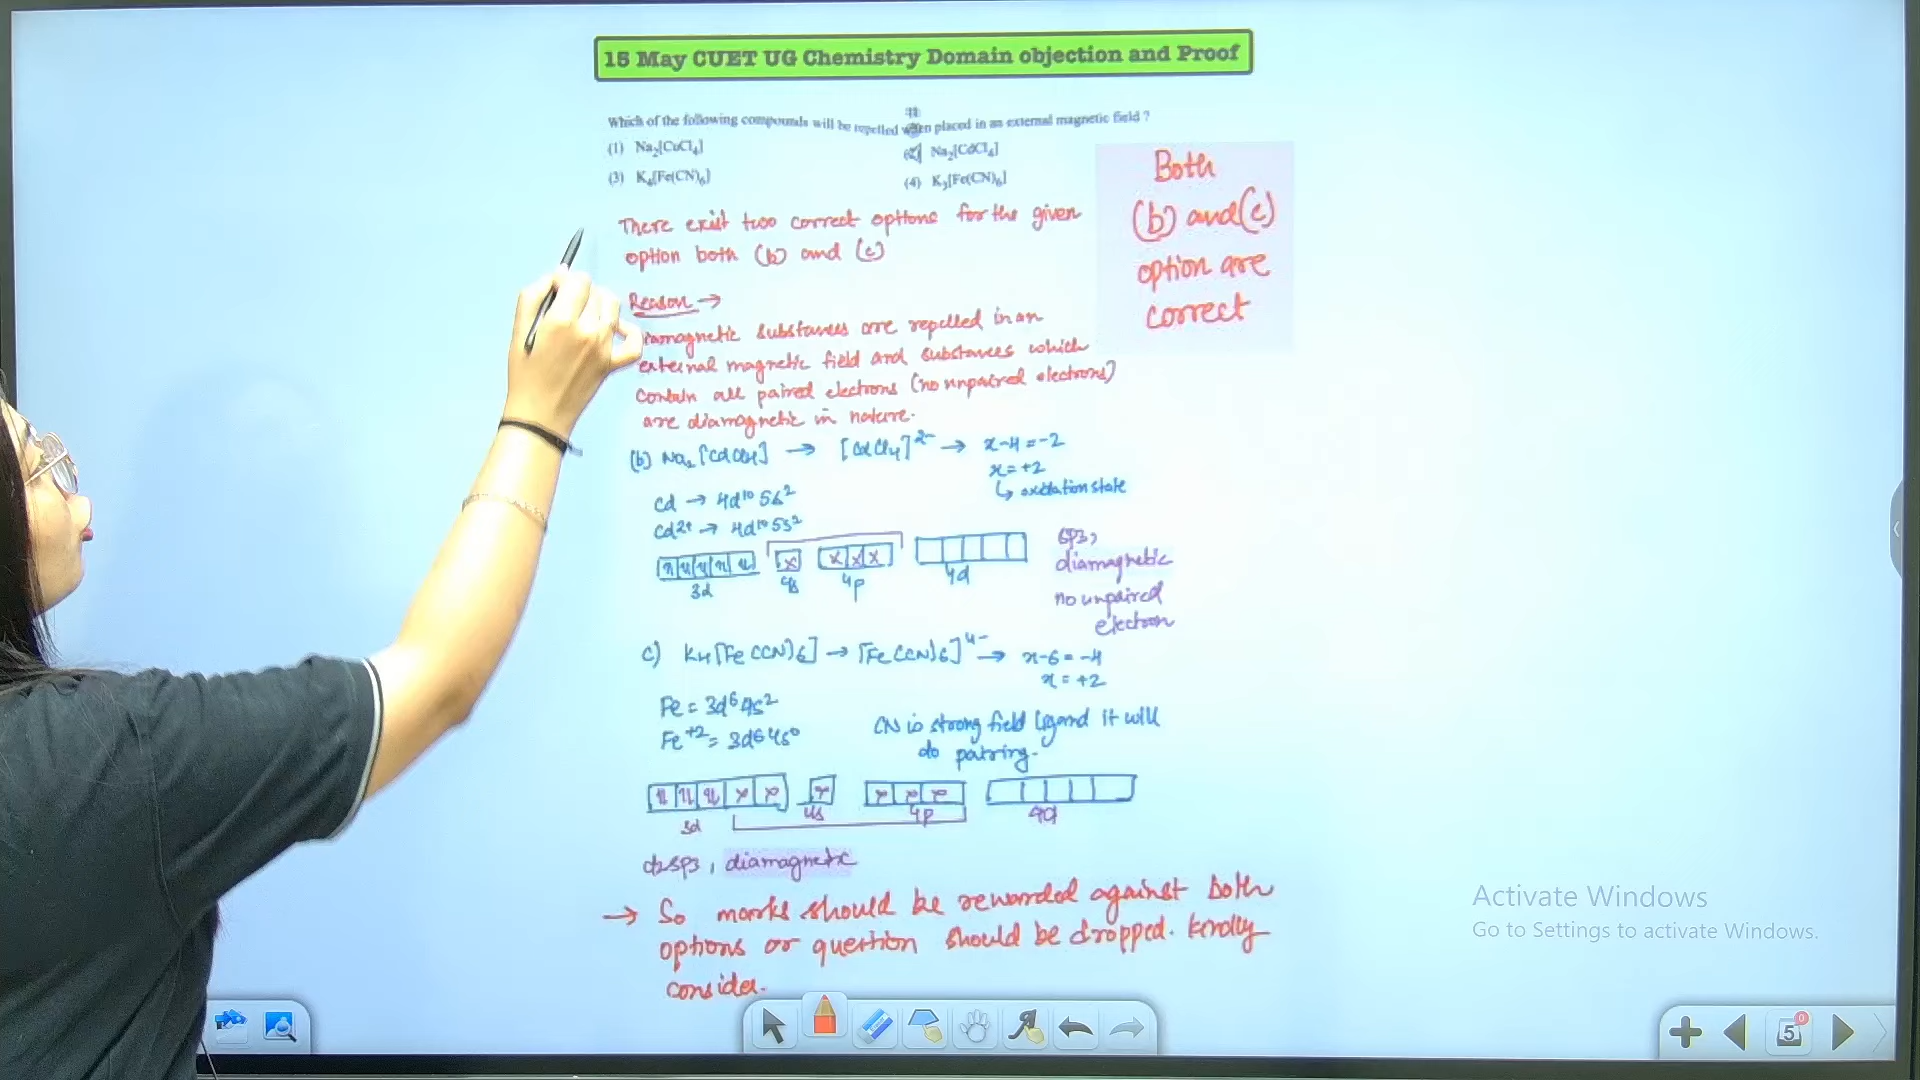 15 May CUET UG Chemistry Domain objection and Proof
Which of the following compounds will be repelled when placed in an external magnetic field ?
(1) Na₂[CuCl₄]
(2) Na₂[CdCl₄]
(3) K₄[Fe(CN)₆]
(4) K₃[Fe(CN)₆]
Both
(b) and (c)
option are
correct
There exist two correct options for the given
option both (b) and (c)
Reason →
iamagnetic substances are repelled in an
external magnetic field and substances which
contain all paired electrons (no unpaired electrons)
are diamagnetic in nature.
(b) Na₂[CdCl4] → [CdCl4]²⁻ → x-4=-2
x=+2
↳ oxidation state
Cd → 4d¹⁰ 5s²
Cd2+ → 4d¹⁰5s²
3d 4s 4p 4d
sp3,
diamagnetic
no unpaired
electron
c) K4[Fe(CN)6] → [Fe(CN)6]⁴⁻ → x-6=-4
x=+2
Fe = 3d⁶4s²
Fe⁺² = 3d⁶4s⁰
CN is strong field ligand it will
do pairing.
3d 4s 4p 4d
d2sp3, diamagnetic
→ So marks should be rewarded against both
options or question should be dropped. Kindly
consider.
Activate Windows
Go to Settings to activate Windows.
5
0